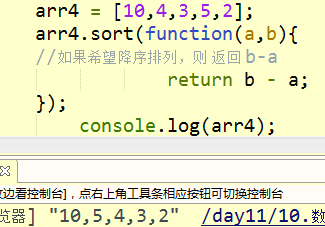 arr4 = [10,4,3,5,2];
arr4.sort(function(a,b){
//如果希望降序排列，则返回b-a
return b - a;
});
console.log(arr4);
边看控制台]，点右上角工具条相应按钮可切换控制台
览器] "10,5,4,3,2" /day11/10.数